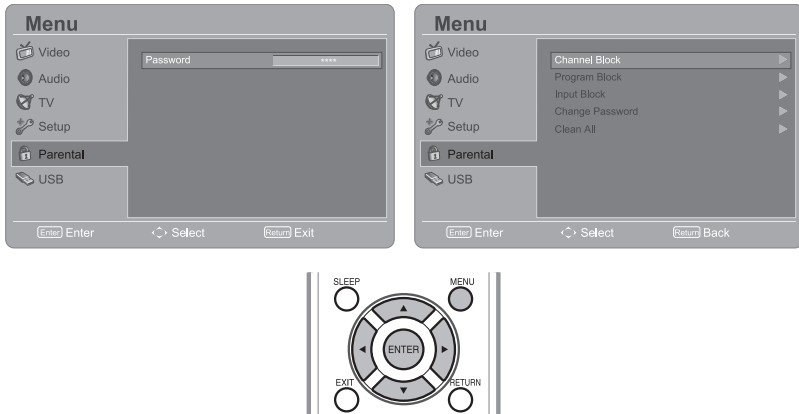 Menu
Video
Audio
TV
Setup
Parental
USB
Password ****
Enter Enter
Select
Return Exit
Menu
Video
Audio
TV
Setup
Parental
USB
Channel Block
Program Block
Input Block
Change Password
Clean All
Enter Enter
Select
Return Back
SLEEP
MENU
ENTER
EXIT
RETURN